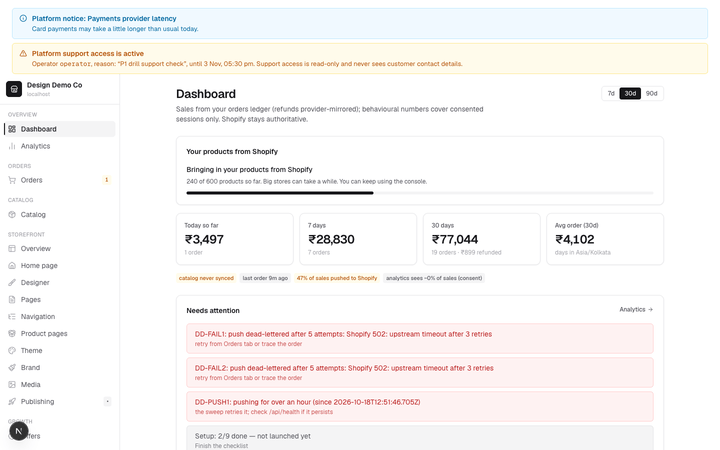 Platform notice: Payments provider latency
Card payments may take a little longer than usual today.
Platform support access is active
Operator operator, reason: "P1 drill support check", until 3 Nov, 05:30 pm. Support access is read-only and never sees customer contact details.
Design Demo Co
localhost
OVERVIEW
Dashboard
Analytics
ORDERS
Orders 1
CATALOG
Catalog
STOREFRONT
Overview
Home page
Designer
Pages
Navigation
Product pages
Theme
Brand
Media
Publishing
N
Dashboard
7d 30d 90d
Sales from your orders ledger (refunds provider-mirrored); behavioural numbers cover consented
sessions only. Shopify stays authoritative.
Your products from Shopify
Bringing in your products from Shopify
240 of 600 products so far. Big stores can take a while. You can keep using the console.
Today so far
₹3,497
1 order
7 days
₹28,830
7 orders
30 days
₹77,044
19 orders · ₹899 refunded
Avg order (30d)
₹4,102
days in Asia/Kolkata
catalog never synced
last order 9m ago
47% of sales pushed to Shopify
analytics sees ~0% of sales (consent)
Needs attention
Analytics →
DD-FAIL1: push dead-lettered after 5 attempts: Shopify 502: upstream timeout after 3 retries
retry from Orders tab or trace the order
DD-FAIL2: push dead-lettered after 5 attempts: Shopify 502: upstream timeout after 3 retries
retry from Orders tab or trace the order
DD-PUSH1: pushing for over an hour (since 2026-10-18T12:51:46.705Z)
the sweep retries it; check /api/health if it persists
Setup: 2/9 done — not launched yet
Finish the checklist